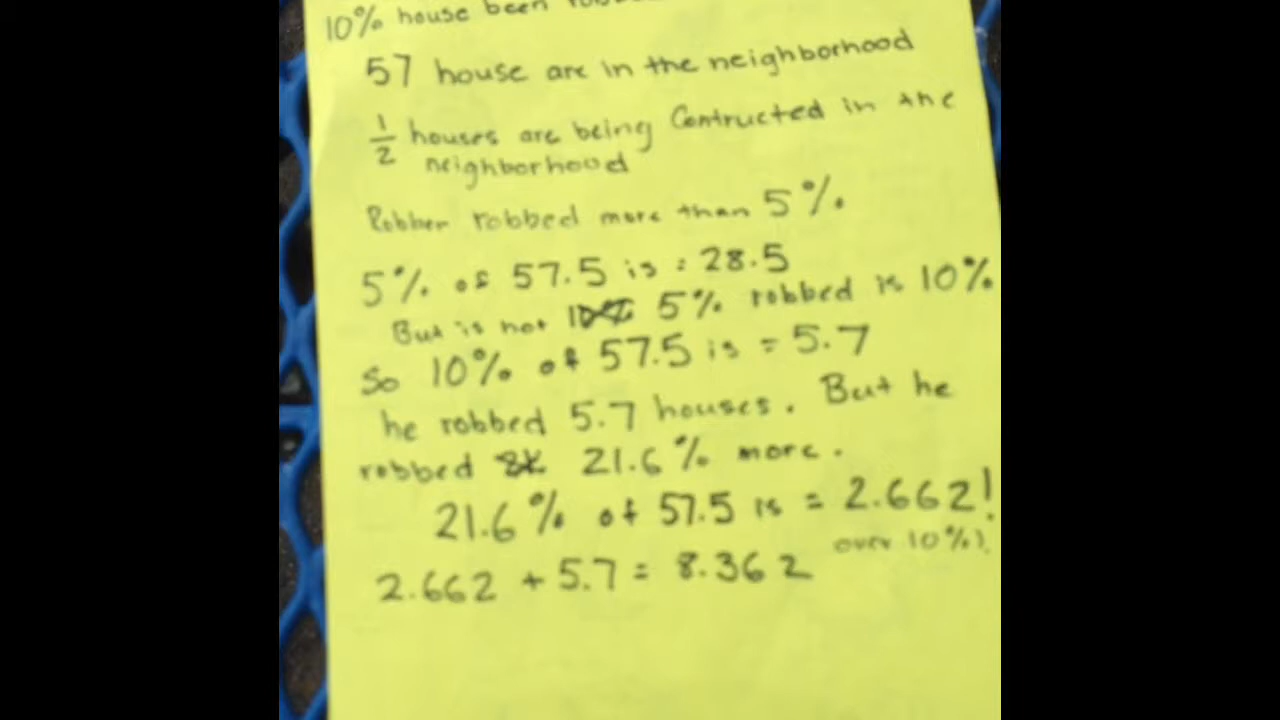 10% house been
57 house are in the neighborhood
1/2 houses are being Contructed in the
neighborhood
Robber robbed more than 5%.
5% of 57.5 is = 28.5
But is not 5% robbed is 10%
So 10% of 57.5 is = 5.7
he robbed 5.7 houses. But he
robbed 21.6% more.
21.6% of 57.5 is = 2.662!
over 10%!
2.662 + 5.7 = 8.362